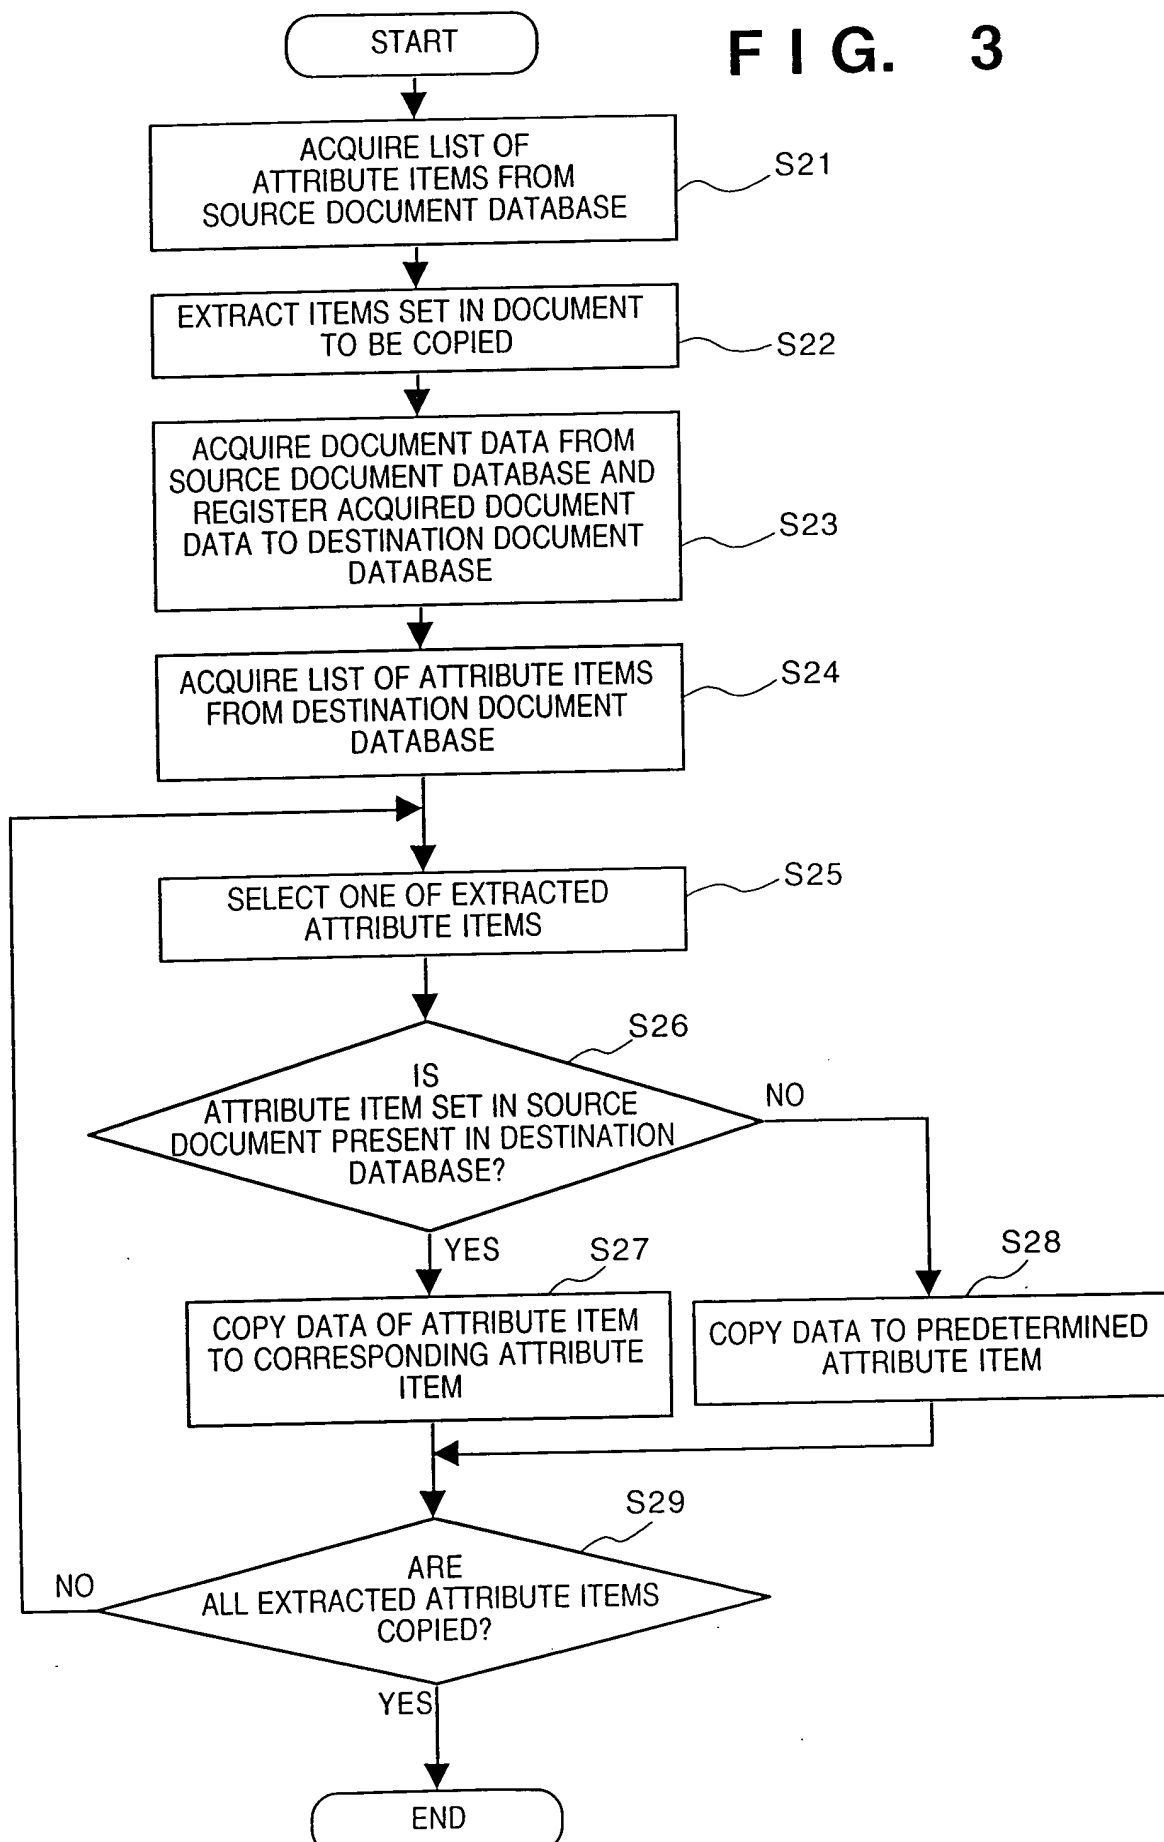 START
F I G. 3
ACQUIRE LIST OF
ATTRIBUTE ITEMS FROM
SOURCE DOCUMENT DATABASE
S21
EXTRACT ITEMS SET IN DOCUMENT
TO BE COPIED
S22
ACQUIRE DOCUMENT DATA FROM
SOURCE DOCUMENT DATABASE AND
REGISTER ACQUIRED DOCUMENT
DATA TO DESTINATION DOCUMENT
DATABASE
S23
ACQUIRE LIST OF ATTRIBUTE ITEMS
FROM DESTINATION DOCUMENT
DATABASE
S24
SELECT ONE OF EXTRACTED
ATTRIBUTE ITEMS
S25
S26
IS
ATTRIBUTE ITEM SET IN SOURCE
DOCUMENT PRESENT IN DESTINATION
DATABASE?
NO
YES
S27
COPY DATA OF ATTRIBUTE ITEM
TO CORRESPONDING ATTRIBUTE
ITEM
S28
COPY DATA TO PREDETERMINED
ATTRIBUTE ITEM
S29
ARE
ALL EXTRACTED ATTRIBUTE ITEMS
COPIED?
NO
YES
END